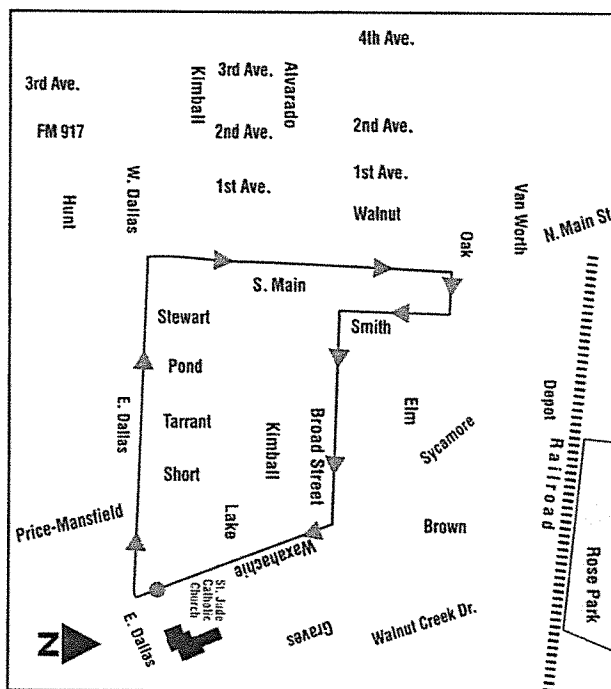 4th Ave.
3rd Ave.
3rd Ave.
Kimball
Alvarado
FM 917
2nd Ave.
2nd Ave.
1st Ave.
1st Ave.
W. Dallas
Hunt
Walnut
Oak
Van Worth
N. Main St
S. Main
Stewart
Smith
Pond
E. Dallas
Tarrant
Kimball
Broad Street
Elm
Sycamore
Depot
Railroad
Short
Lake
Price-Mansfield
Brown
Waxahachie
Rose Park
St. Jude
Catholic
Church
E. Dallas
Graves
Walnut Creek Dr.
N